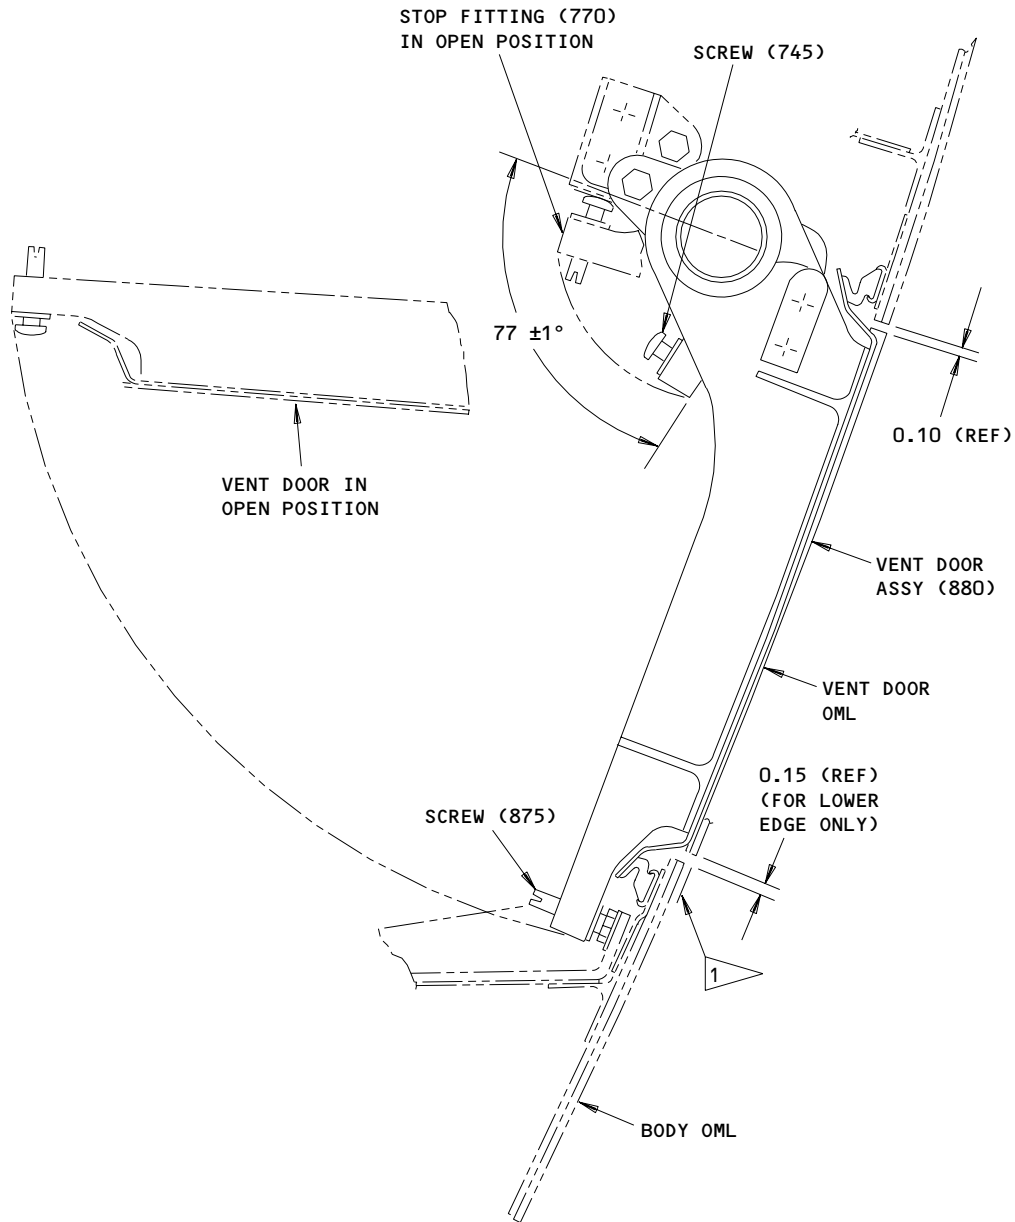 STOP FITTING (770)
IN OPEN POSITION
SCREW (745)
77 ±1°
0.10 (REF)
VENT DOOR IN
OPEN POSITION
VENT DOOR
ASSY (880)
VENT DOOR
OML
0.15 (REF)
(FOR LOWER
EDGE ONLY)
SCREW (875)
1
BODY OML